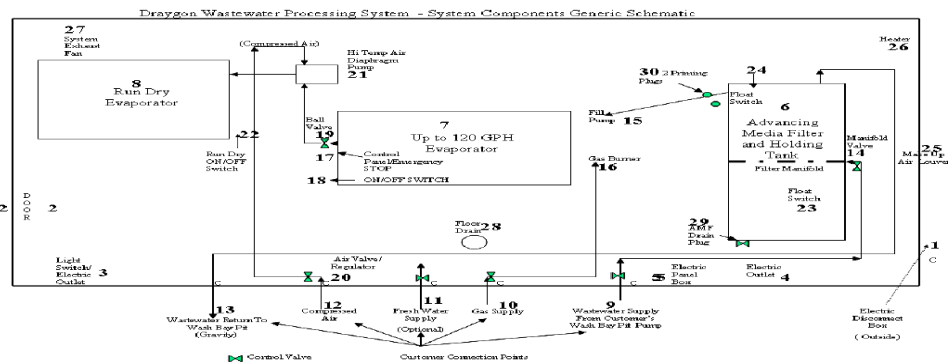 Draygon Wastewater Processing System - System Components Generic Schematic
27
System
Exhaust
Fan
(Compressed Air)
Hi Temp Air
Diaphragm
Pump
21
Heater
26
8
Run Dry
Evaporator
30 2 Priming
Plugs
24
Float
Switch
6
Advancing
Media Filter
and Holding
Tank
Fill
Pump 15
Ball
Valve
19
7
Up to 120 GPH
Evaporator
22
Run Dry
ON/OFF
Switch
17
Control
Panel/Emergency
STOP
18
ON/OFF SWITCH
Gas Burner
16
Manifold
Valve
14
25
Air Louver
Filter Manifold
Float
Switch
23
2
DOOR
2
Floor
Drain 28
29
AMF
Drain
Plug
1
C
Light
Switch/
Electric
Outlet
3
Air Valve/
Regulator
20
Electric
Panel
Box
5
Electric
Outlet 4
C
C
C
C
C
13
Wastewater Return To
Wash Bay Pit
(Gravity)
12
Compressed
Air
11
Fresh Water
Supply
(Optional)
10
Gas Supply
9
Wastewater Supply
From Customer's
Wash Bay Pit Pump
Electric
Disconnect
Box
(Outside)
Control Valve
Customer Connection Points